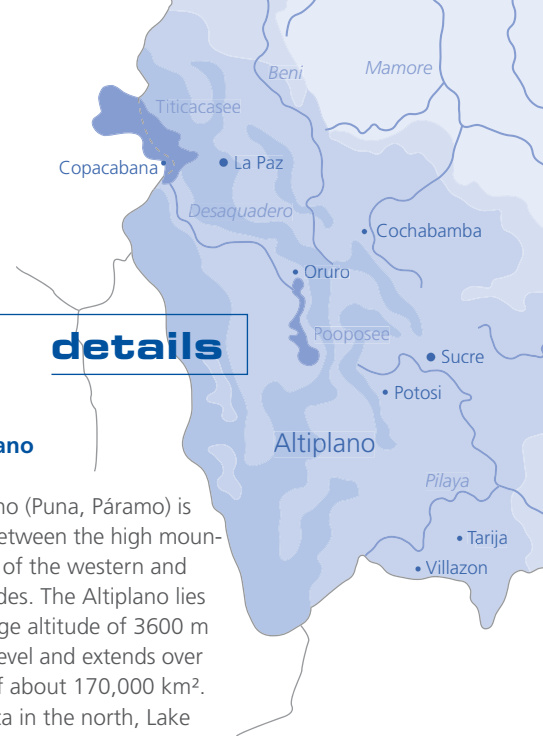 Beni
Mamore
Titicacasee
Copacabana
La Paz
Desaquadero
Cochabamba
Oruro
details
Pooposee
Sucre
Potosi
ano
Altiplano
Pilaya
no (Puna, Páramo) is
etween the high moun-
of the western and
des. The Altiplano lies
ge altitude of 3600 m
evel and extends over
f about 170,000 km².
ca in the north, Lake
Tarija
Villazon